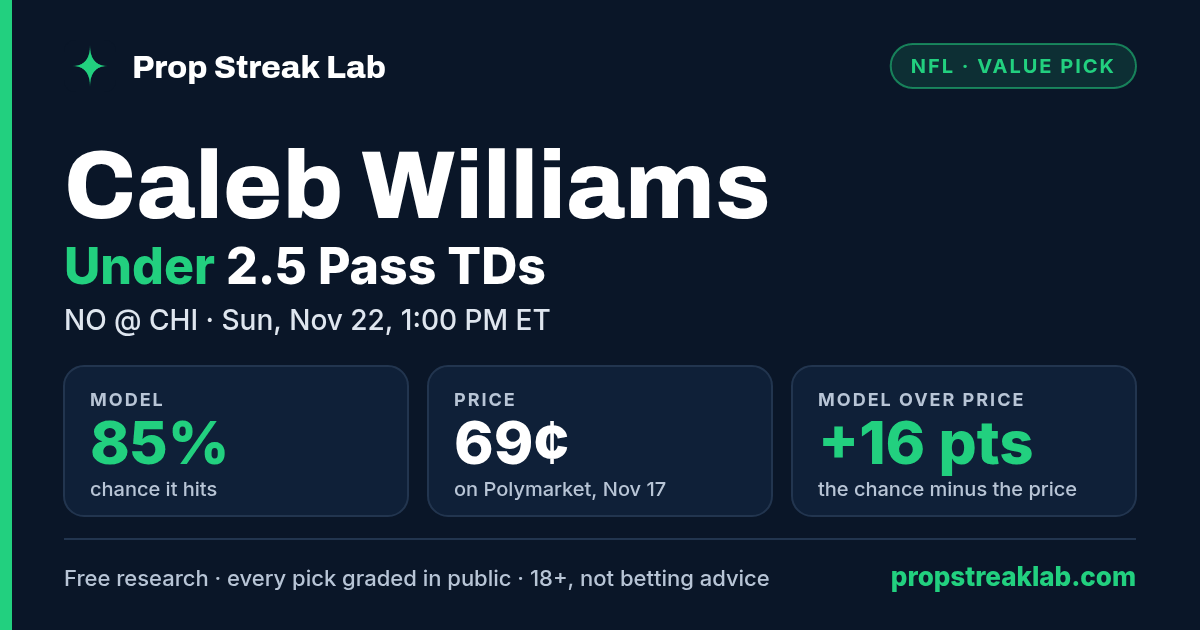 Prop Streak Lab
NFL · VALUE PICK
Caleb Williams
Under 2.5 Pass TDs
NO @ CHI · Sun, Nov 22, 1:00 PM ET
MODEL
85%
chance it hits
PRICE
69¢
on Polymarket, Nov 17
MODEL OVER PRICE
+16 pts
the chance minus the price
Free research · every pick graded in public · 18+, not betting advice
propstreaklab.com